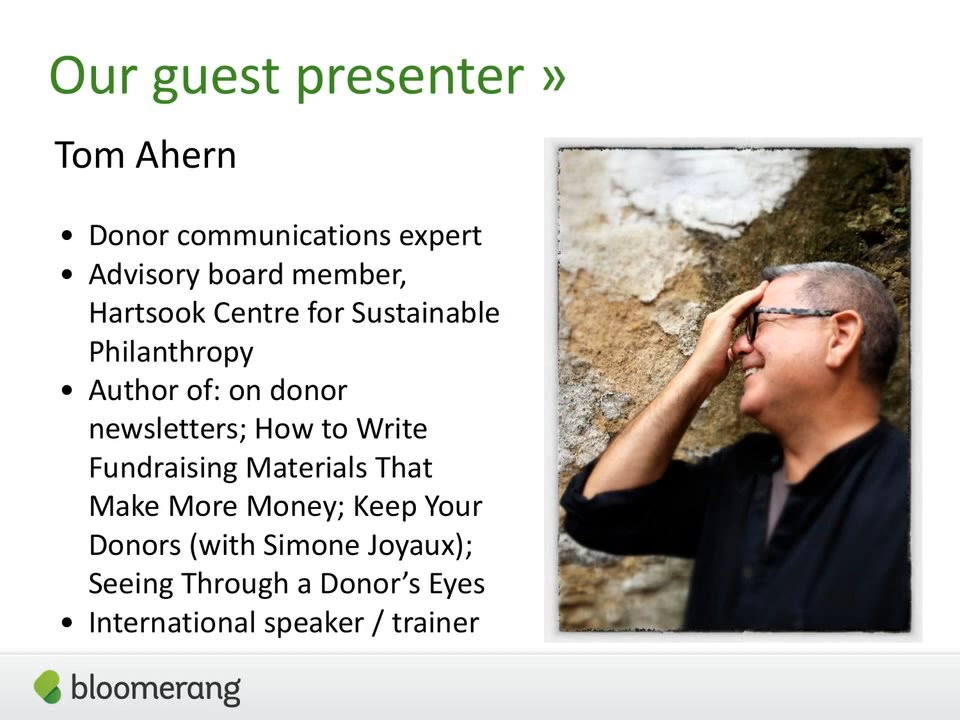 Our guest presenter »
Tom Ahern
• Donor communications expert
• Advisory board member,
Hartsook Centre for Sustainable
Philanthropy
• Author of: on donor
newsletters; How to Write
Fundraising Materials That
Make More Money; Keep Your
Donors (with Simone Joyaux);
Seeing Through a Donor’s Eyes
• International speaker / trainer
bloomerang